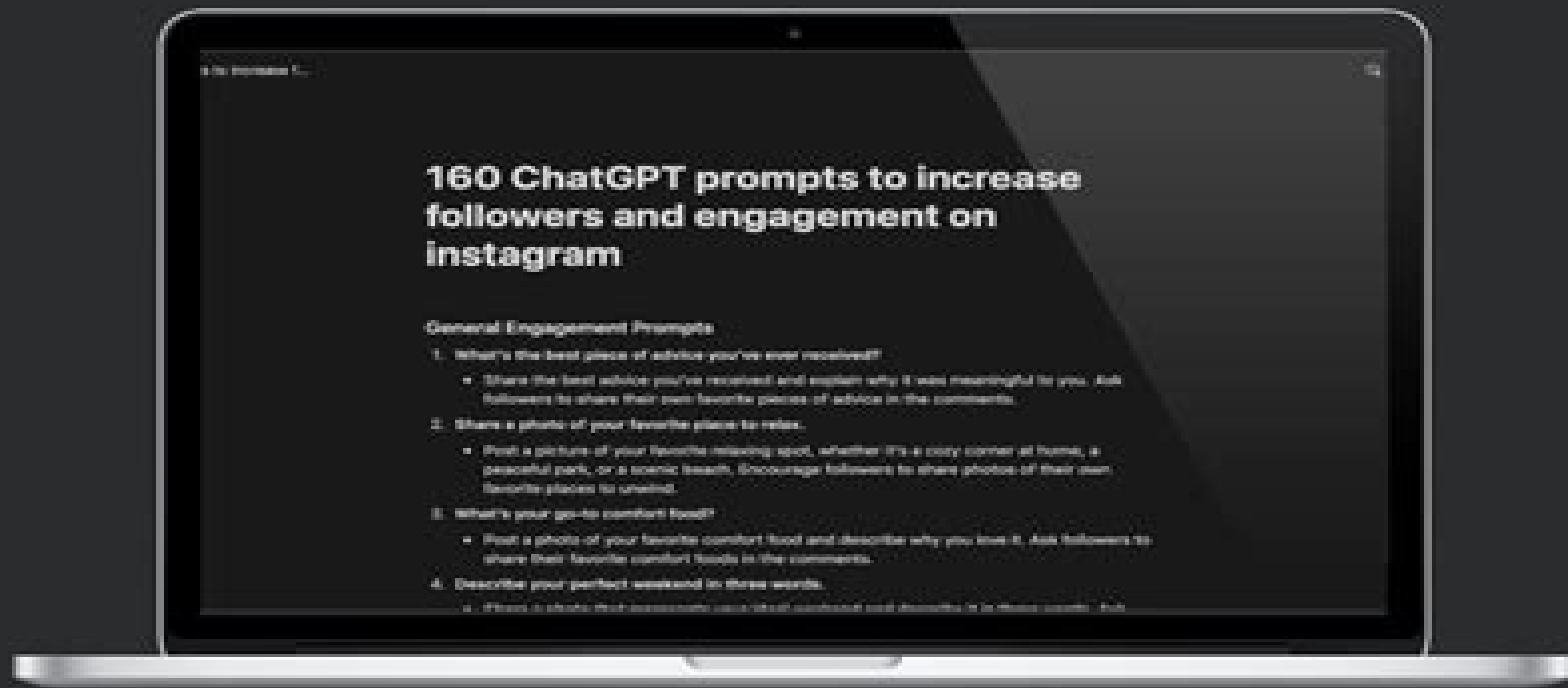 s to increase f...
160 ChatGPT prompts to increase
followers and engagement on
instagram
General Engagement Prompts
1. What's the best piece of advice you've ever received?
• Share the best advice you've received and explain why it was meaningful to you. Ask
followers to share their own favorite pieces of advice in the comments.
2. Share a photo of your favorite place to relax.
• Post a picture of your favorite relaxing spot, whether it's a cozy corner at home, a
peaceful park, or a scenic beach. Encourage followers to share photos of their own
favorite places to unwind.
3. What's your go-to comfort food?
• Post a photo of your favorite comfort food and describe why you love it. Ask followers to
share their favorite comfort foods in the comments.
4. Describe your perfect weekend in three words.